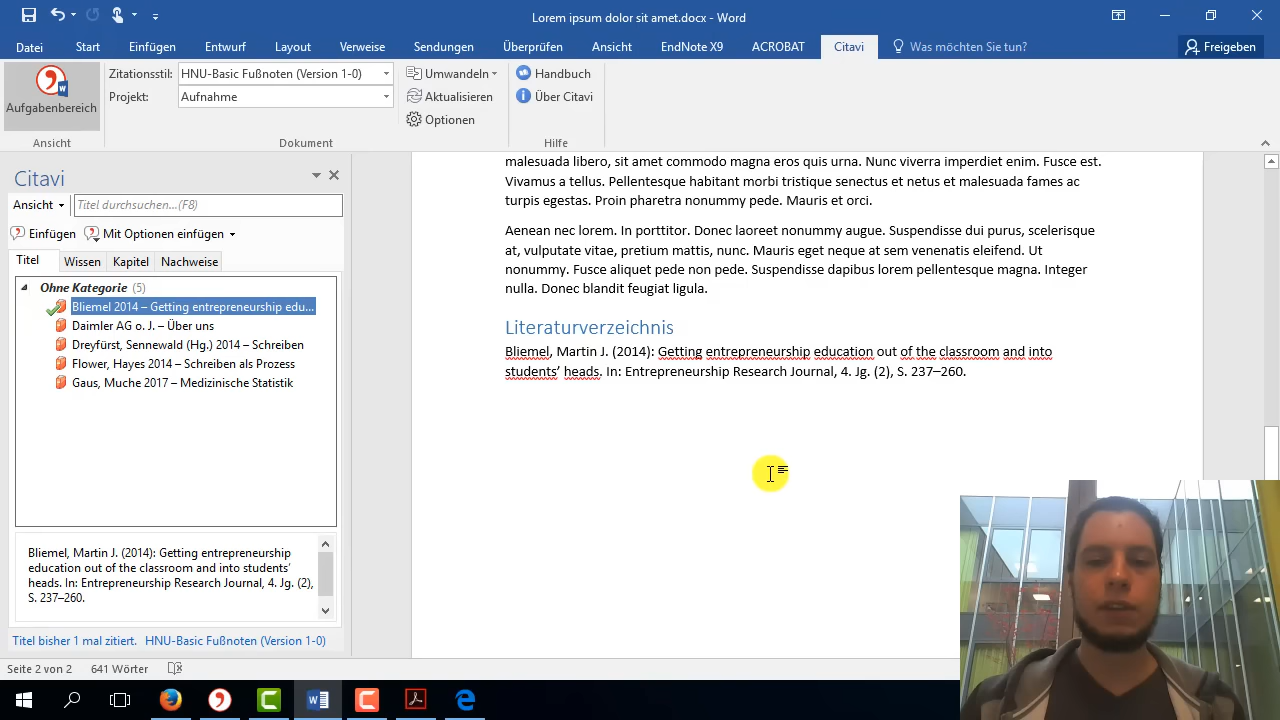 Lorem ipsum dolor sit amet.docx - Word
Datei Start Einfügen Entwurf Layout Verweise Sendungen Überprüfen Ansicht EndNote X9 ACROBAT Citavi Was möchten Sie tun? Freigeben
Aufgabenbereich
Ansicht
Zitationsstil: HNU-Basic Fußnoten (Version 1-0)
Projekt: Aufnahme
Umwandeln
Aktualisieren
Optionen
Dokument
Handbuch
Über Citavi
Hilfe
Citavi
Ansicht Titel durchsuchen...(F8)
Einfügen Mit Optionen einfügen
Titel Wissen Kapitel Nachweise
Ohne Kategorie (5)
Bliemel 2014 – Getting entrepreneurship edu...
Daimler AG o. J. – Über uns
Dreyfürst, Sennewald (Hg.) 2014 – Schreiben
Flower, Hayes 2014 – Schreiben als Prozess
Gaus, Muche 2017 – Medizinische Statistik
Bliemel, Martin J. (2014): Getting entrepreneurship
education out of the classroom and into students’
heads. In: Entrepreneurship Research Journal, 4. Jg. (2),
S. 237–260.
Titel bisher 1 mal zitiert. HNU-Basic Fußnoten (Version 1-0)
malesuada libero, sit amet commodo magna eros quis urna. Nunc viverra imperdiet enim. Fusce est.
Vivamus a tellus. Pellentesque habitant morbi tristique senectus et netus et malesuada fames ac
turpis egestas. Proin pharetra nonummy pede. Mauris et orci.
Aenean nec lorem. In porttitor. Donec laoreet nonummy augue. Suspendisse dui purus, scelerisque
at, vulputate vitae, pretium mattis, nunc. Mauris eget neque at sem venenatis eleifend. Ut
nonummy. Fusce aliquet pede non pede. Suspendisse dapibus lorem pellentesque magna. Integer
nulla. Donec blandit feugiat ligula.
Literaturverzeichnis
Bliemel, Martin J. (2014): Getting entrepreneurship education out of the classroom and into
students’ heads. In: Entrepreneurship Research Journal, 4. Jg. (2), S. 237–260.
Seite 2 von 2 641 Wörter